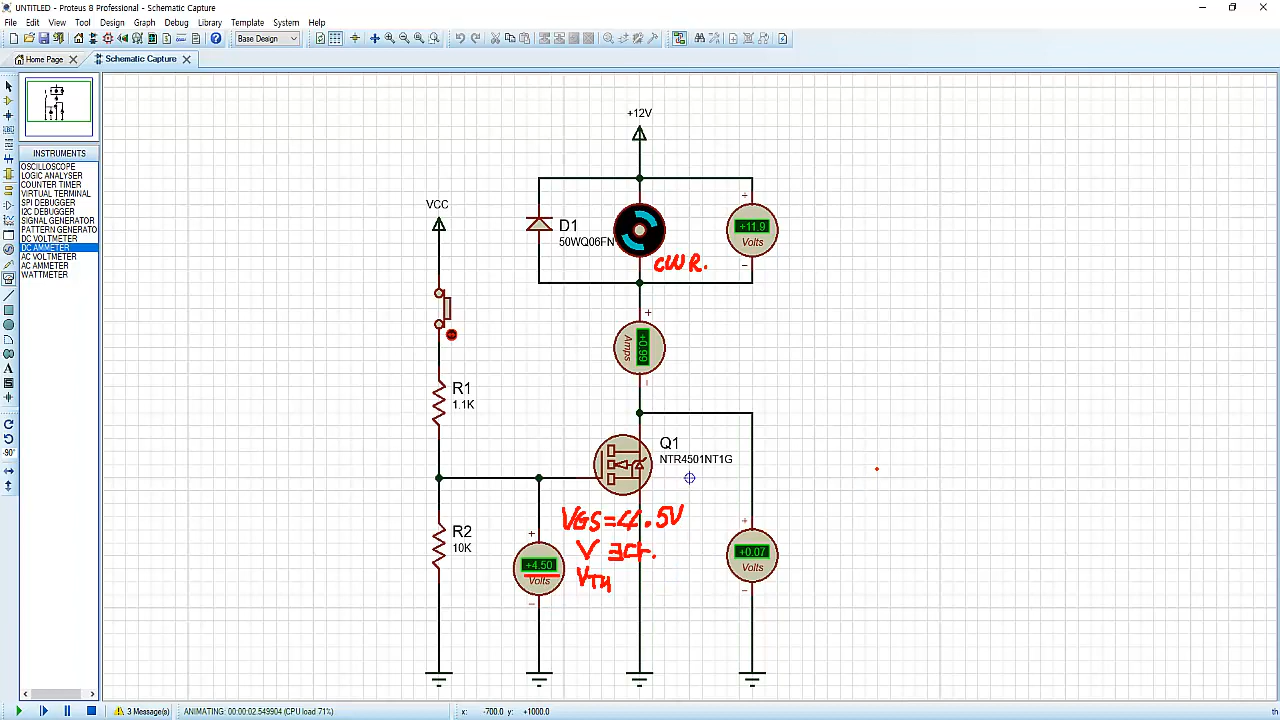 UNTITLED - Proteus 8 Professional - Schematic Capture
File Edit View Tool Design Graph Debug Library Template System Help
Base Design
Home Page
Schematic Capture
INSTRUMENTS
OSCILLOSCOPE
LOGIC ANALYSER
COUNTER TIMER
VIRTUAL TERMINAL
SPI DEBUGGER
I2C DEBUGGER
SIGNAL GENERATOR
PATTERN GENERATO
DC VOLTMETER
DC AMMETER
AC VOLTMETER
AC AMMETER
WATTMETER
-90°
+12V
VCC
D1
50WQ06FN
+11.9
Volts
CWR.
+0.99
Amps
R1
1.1K
Q1
NTR4501NT1G
VGS=4.5V
V
VTH
R2
10K
+4.50
Volts
+0.07
Volts
3 Message(s)
ANIMATING: 00:00:02.549904 (CPU load 71%)
x: -700.0 y: +1000.0
th